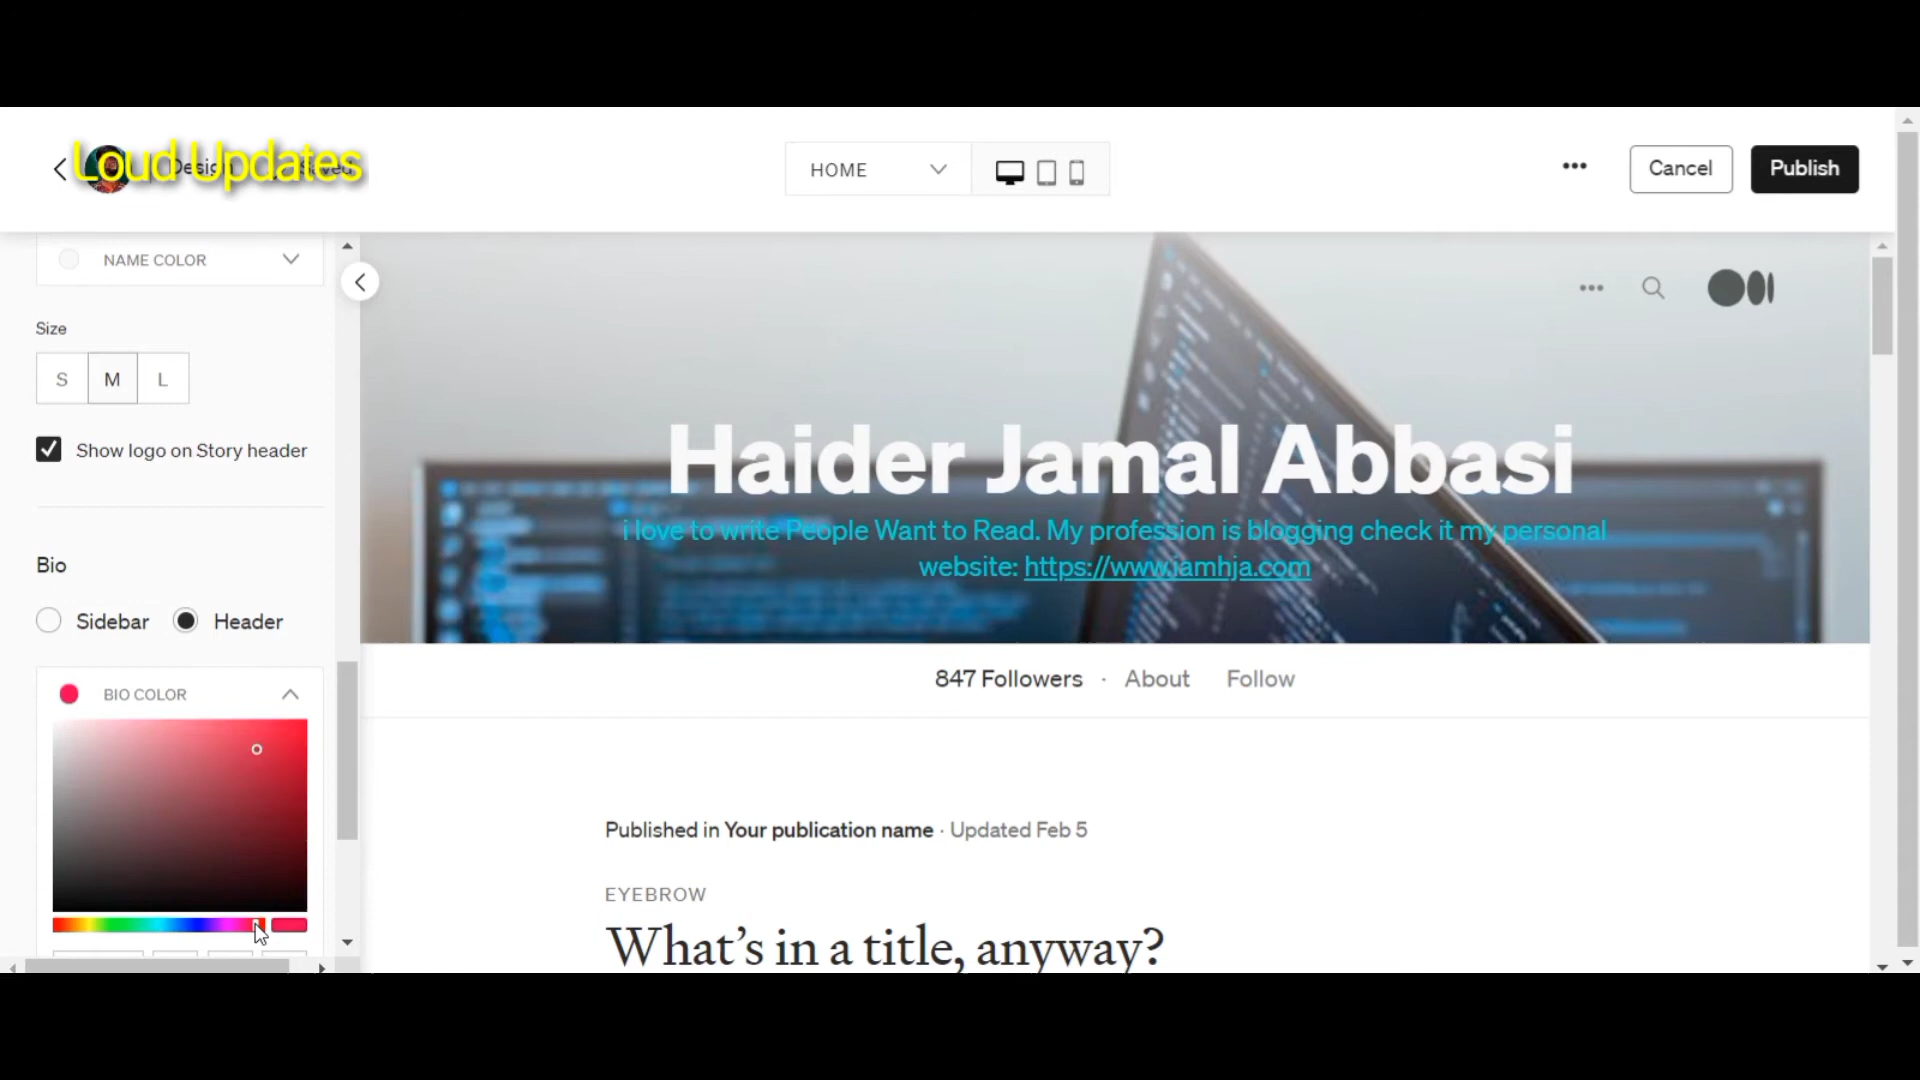 Loud Updates
Design
Saved
HOME
Cancel
Publish
NAME COLOR
Size
S M L
Show logo on Story header
Bio
Sidebar
Header
BIO COLOR
Haider Jamal Abbasi
i love to write People Want to Read. My profession is blogging check it my personal
website: https://www.iamhja.com
847 Followers · About Follow
Published in Your publication name · Updated Feb 5
EYEBROW
What's in a title, anyway?